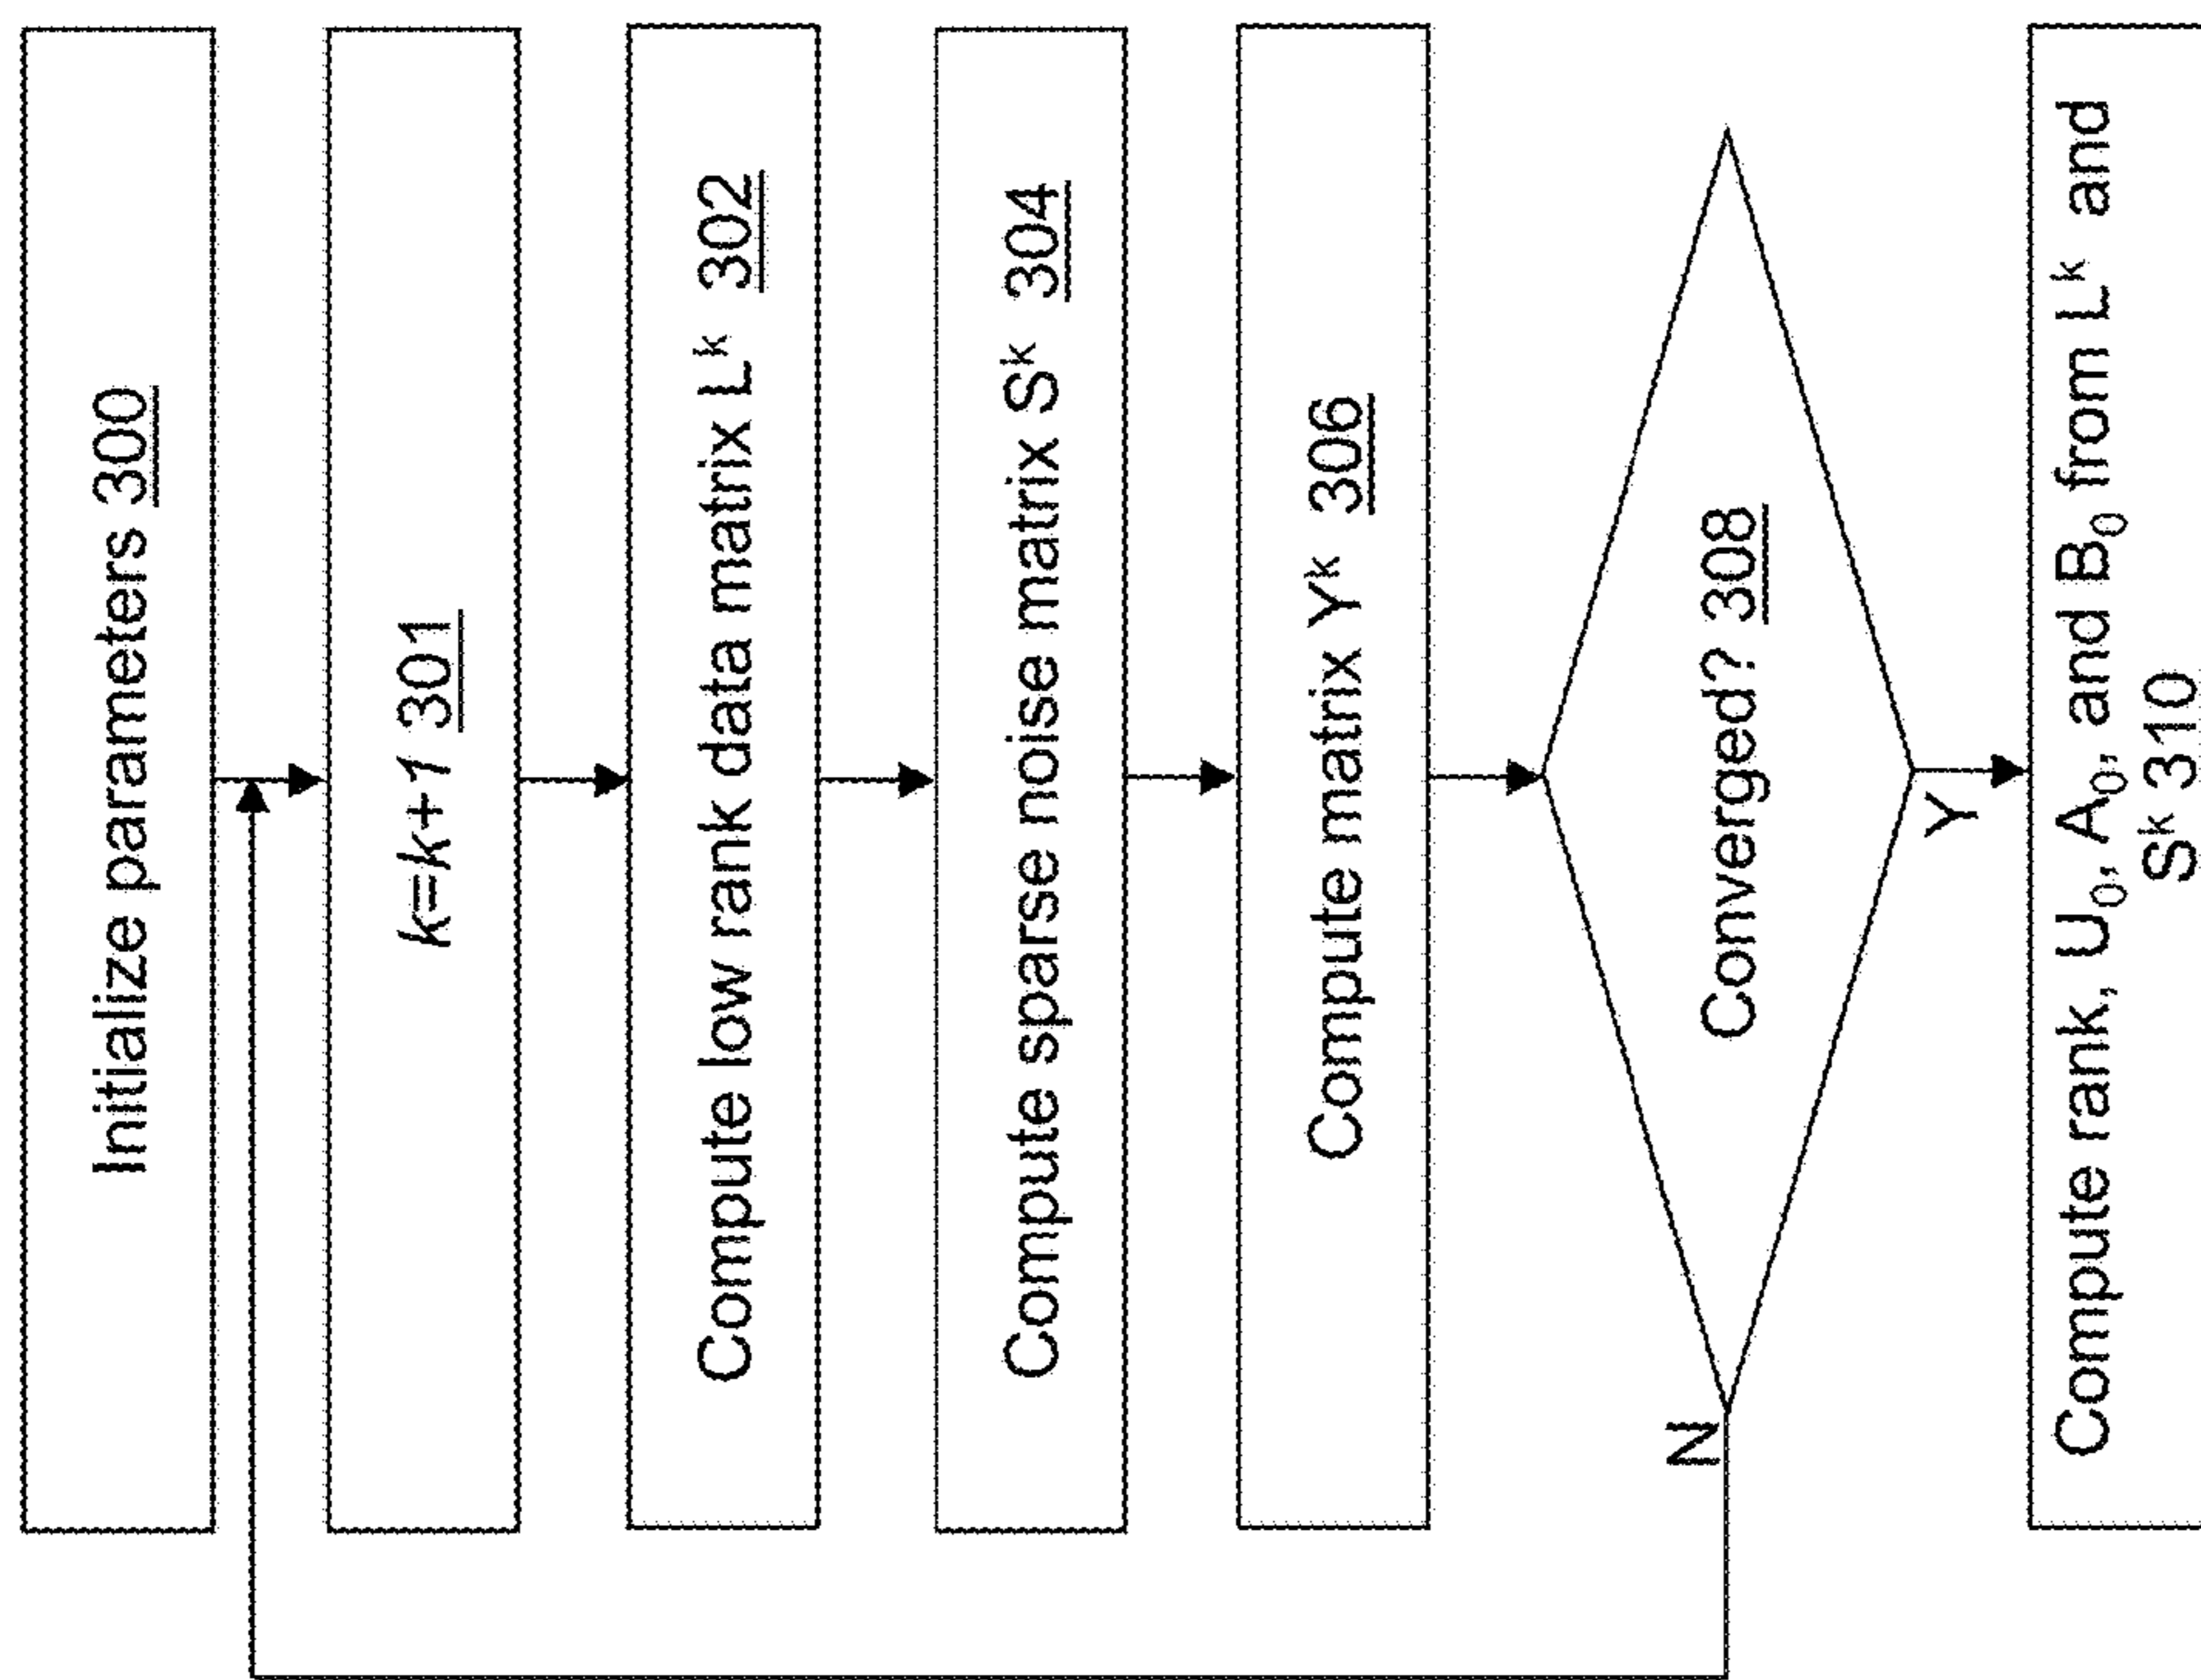 Initialize parameters 300
k=k+1 301
Compute low rank data matrix Lᵏ 302
Compute sparse noise matrix Sᵏ 304
Compute matrix Yᵏ 306
Converged? 308
N
Y
Compute rank, U₀, A₀, and B₀ from Lᵏ and
Sᵏ 310